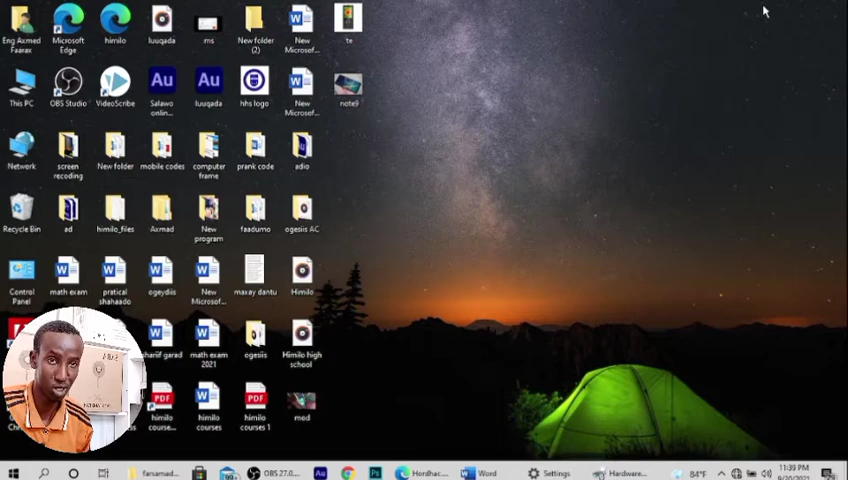 Eng Axmed
Faarax
Microsoft
Edge
himilo
luuqada
ms
New folder
(2)
New
Microsof...
te
This PC
OBS Studio
VideoScribe
Salawo
onlin...
luuqada
hhs logo
New
Microsof...
note9
Network
screen
recoding
New folder
mobile codes
computer
frame
prank code
adio
Recycle Bin
ad
himilo_files
Axmad
New
program
faadumo
ogesiis AC
Control
Panel
math exam
pratical
shahaado
ogeydiis
New
Microsof...
maxay dantu
Himilo
shariif garad
math exam
2021
ogesiis
Himilo high
school
himilo
course...
himilo
courses
himilo
courses 1
med
farsamad...
OBS 27.0...
Hordhac...
Word
Settings
Hardware...
84°F
11:39 PM
9/20/2021